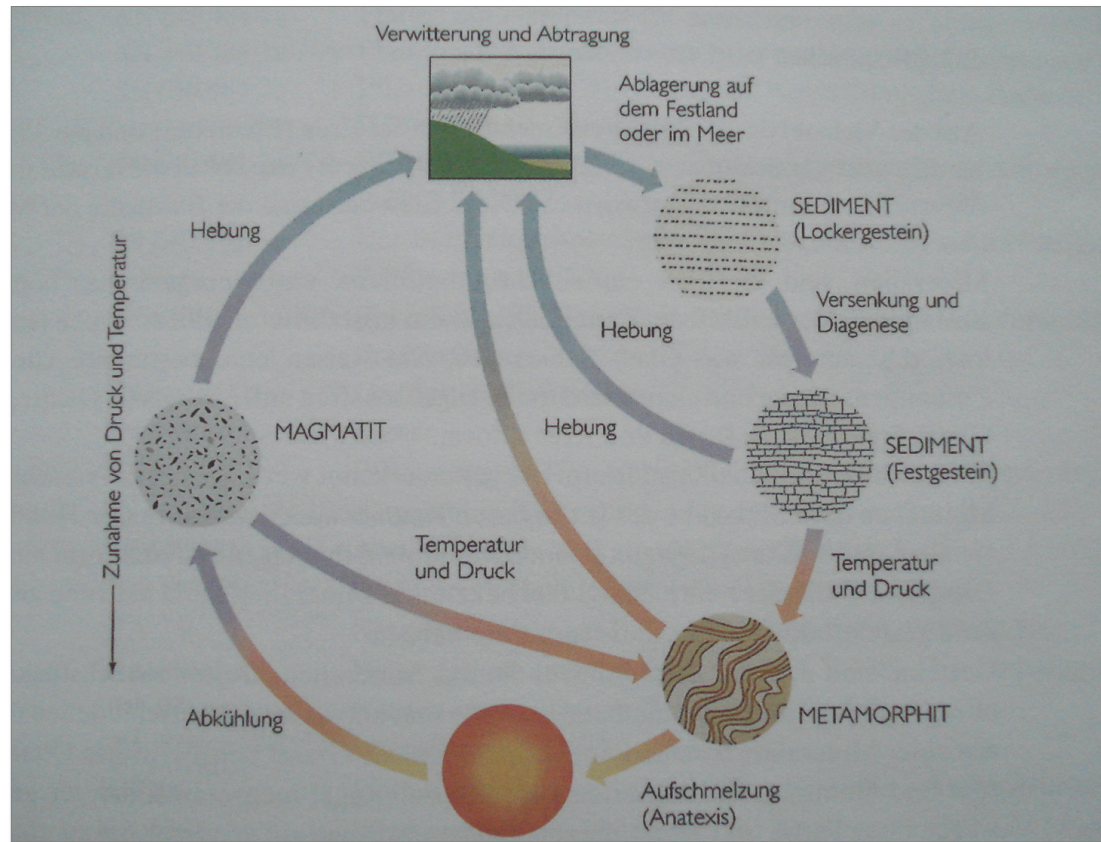 Verwitterung und Abtragung
Ablagerung auf
dem Festland
oder im Meer
SEDIMENT
(Lockergestein)
Hebung
Versenkung und
Diagenese
Hebung
Zunahme von Druck und Temperatur
MAGMATIT
Hebung
SEDIMENT
(Festgestein)
Temperatur
und Druck
Temperatur
und Druck
METAMORPHIT
Abkühlung
Aufschmelzung
(Anatexis)